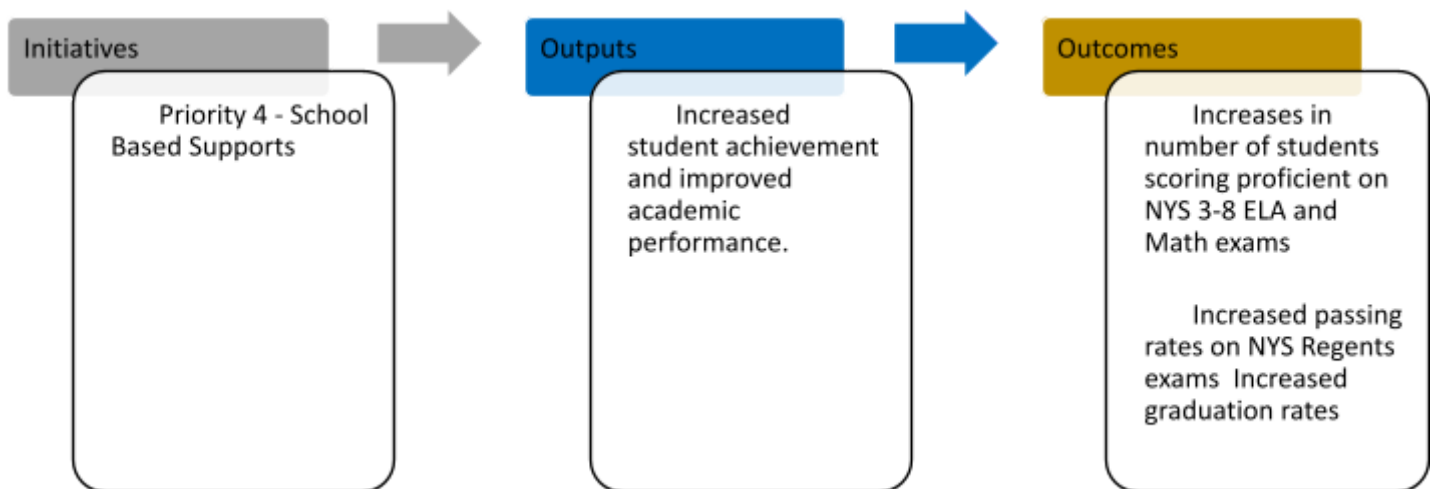 Initiatives
Priority 4 - School
Based Supports
Outputs
Increased
student achievement
and improved
academic
performance.
Outcomes
Increases in
number of students
scoring proficient on
NYS 3-8 ELA and
Math exams
Increased passing
rates on NYS Regents
exams  Increased
graduation rates